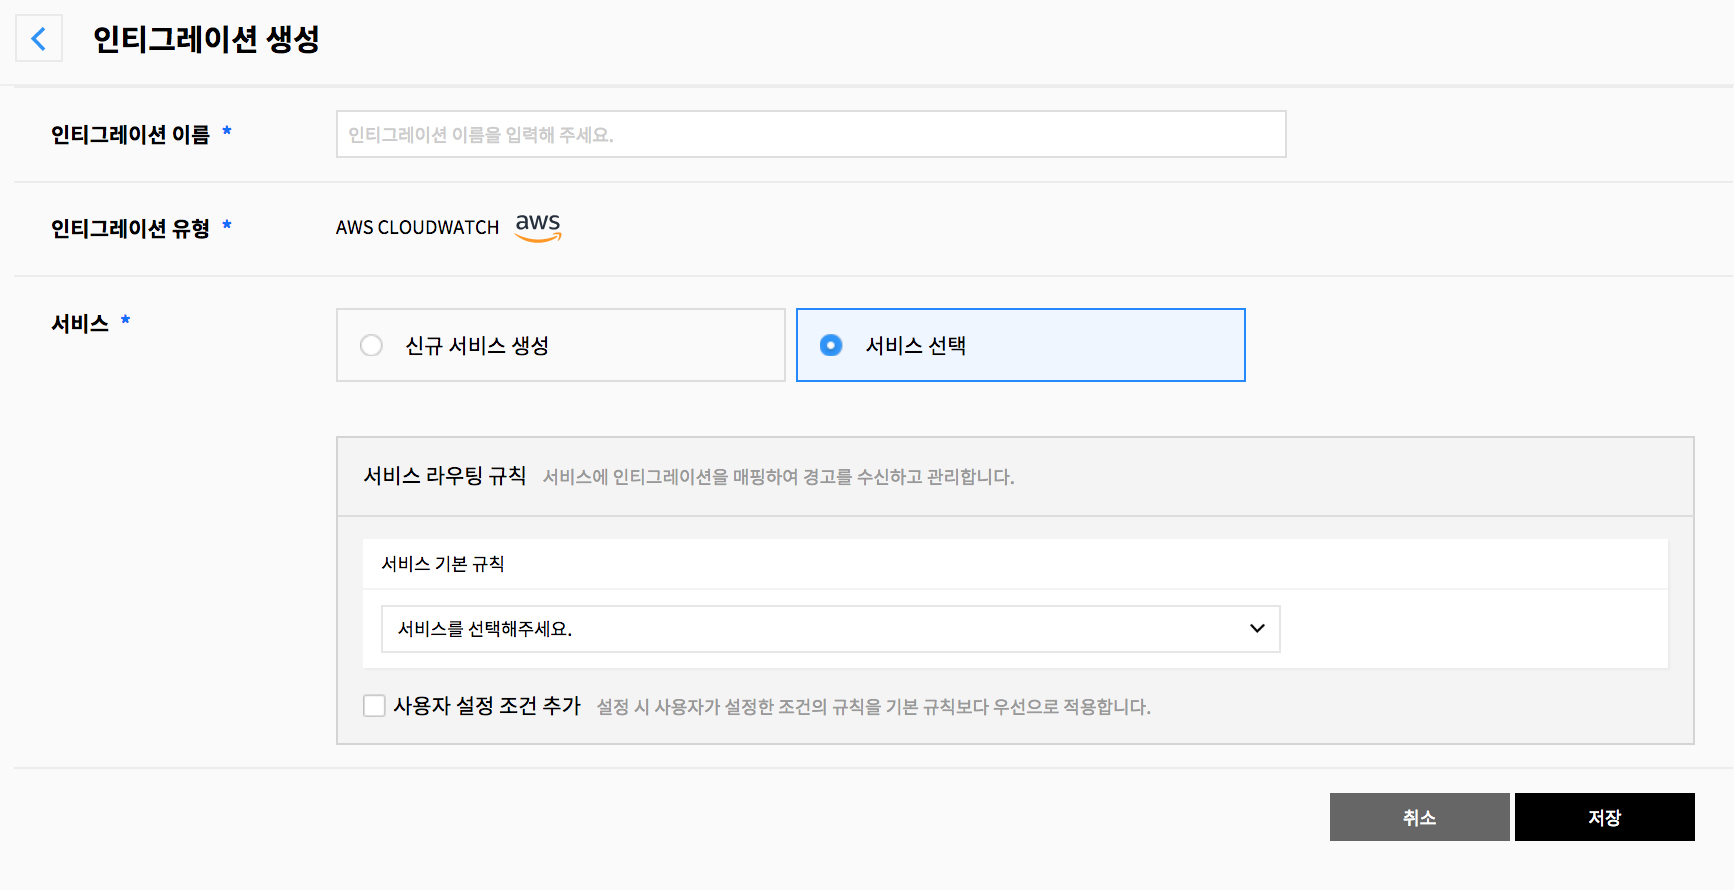 인티그레이션 생성
인티그레이션 이름 *
인티그레이션 이름을 입력해 주세요.
인티그레이션 유형 *
AWS CLOUDWATCH aws
서비스 *
신규 서비스 생성
서비스 선택
서비스 라우팅 규칙 서비스에 인티그레이션을 매핑하여 경고를 수신하고 관리합니다.
서비스 기본 규칙
서비스를 선택해주세요.
사용자 설정 조건 추가 설정 시 사용자가 설정한 조건의 규칙을 기본 규칙보다 우선으로 적용합니다.
취소
저장